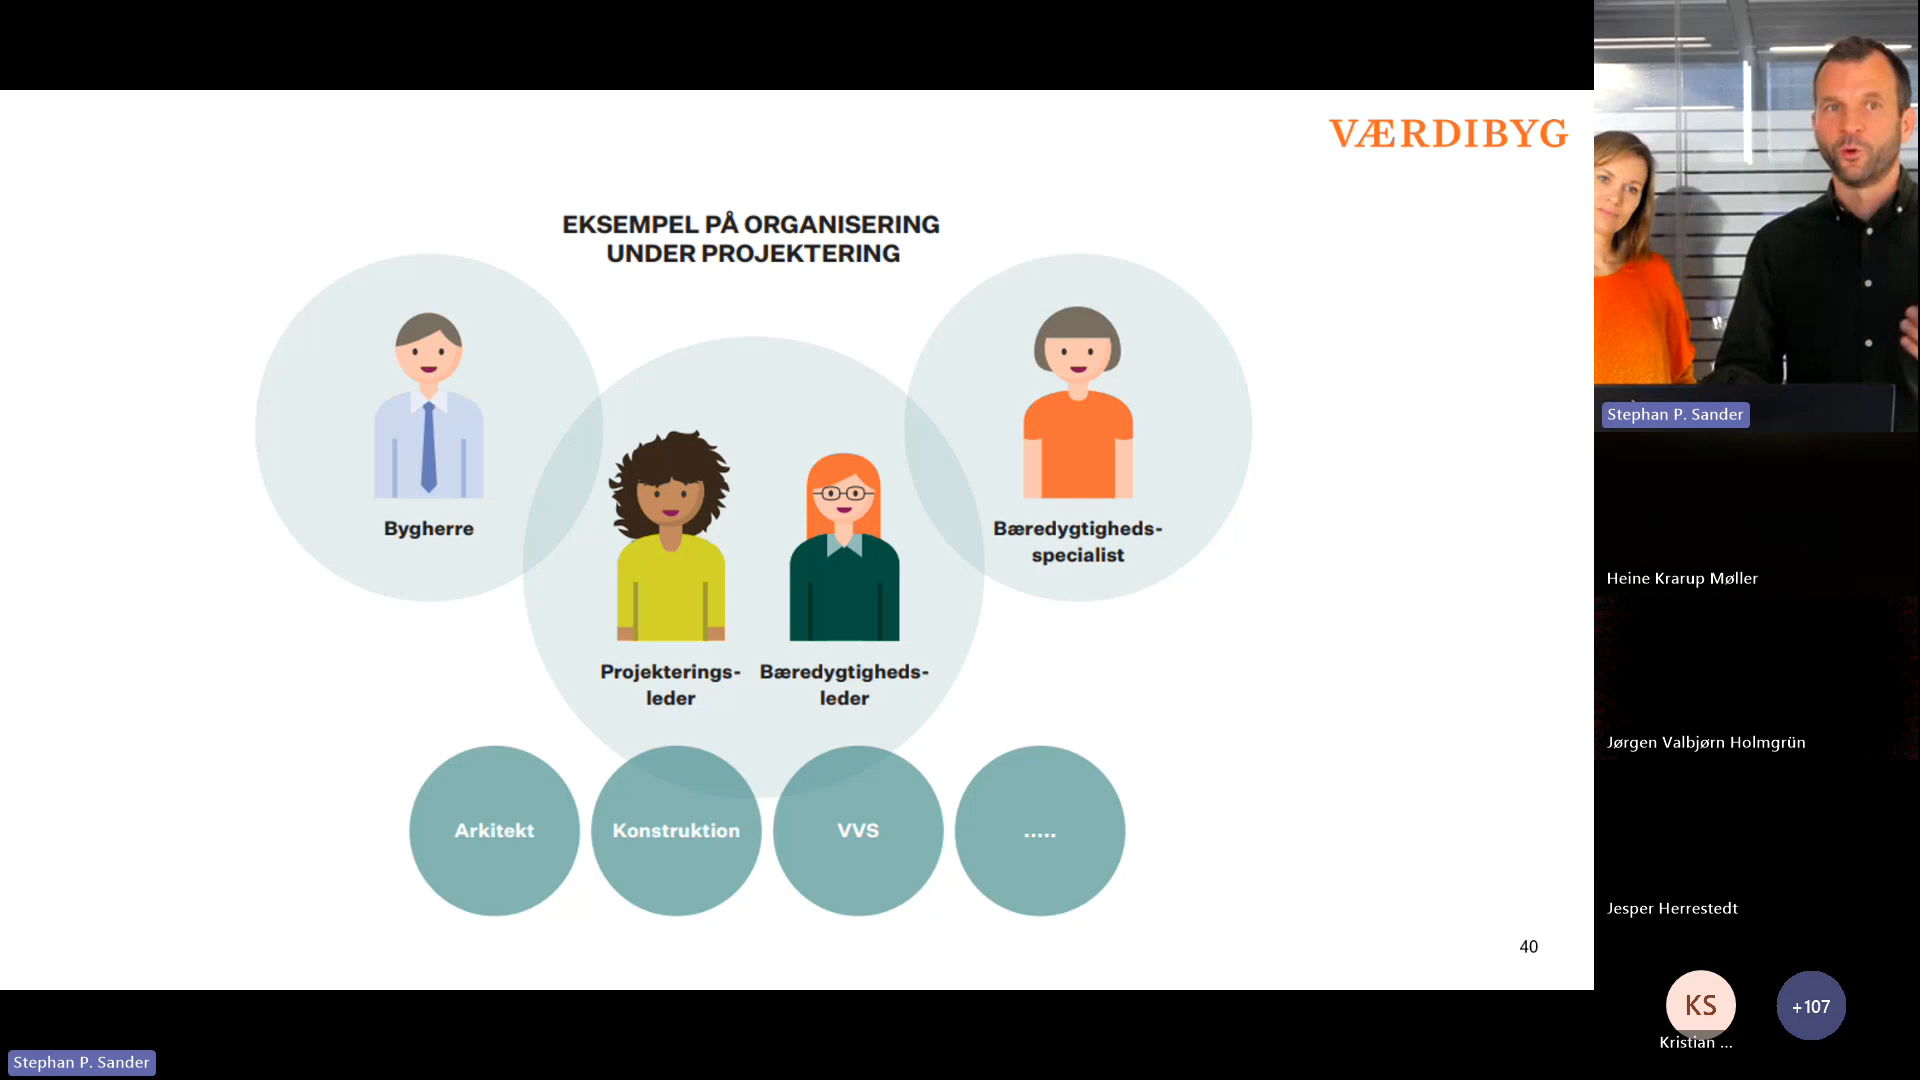 VÆRDIBYG
EKSEMPEL PÅ ORGANISERING
UNDER PROJEKTERING
Bygherre
Bæredygtigheds-
specialist
Projekterings-
leder
Bæredygtigheds-
leder
Arkitekt
Konstruktion
VVS
.....
40
Stephan P. Sander
Heine Krarup Møller
Jørgen Valbjørn Holmgrün
Jesper Herrestedt
KS
+107
Kristian ...
Stephan P. Sander